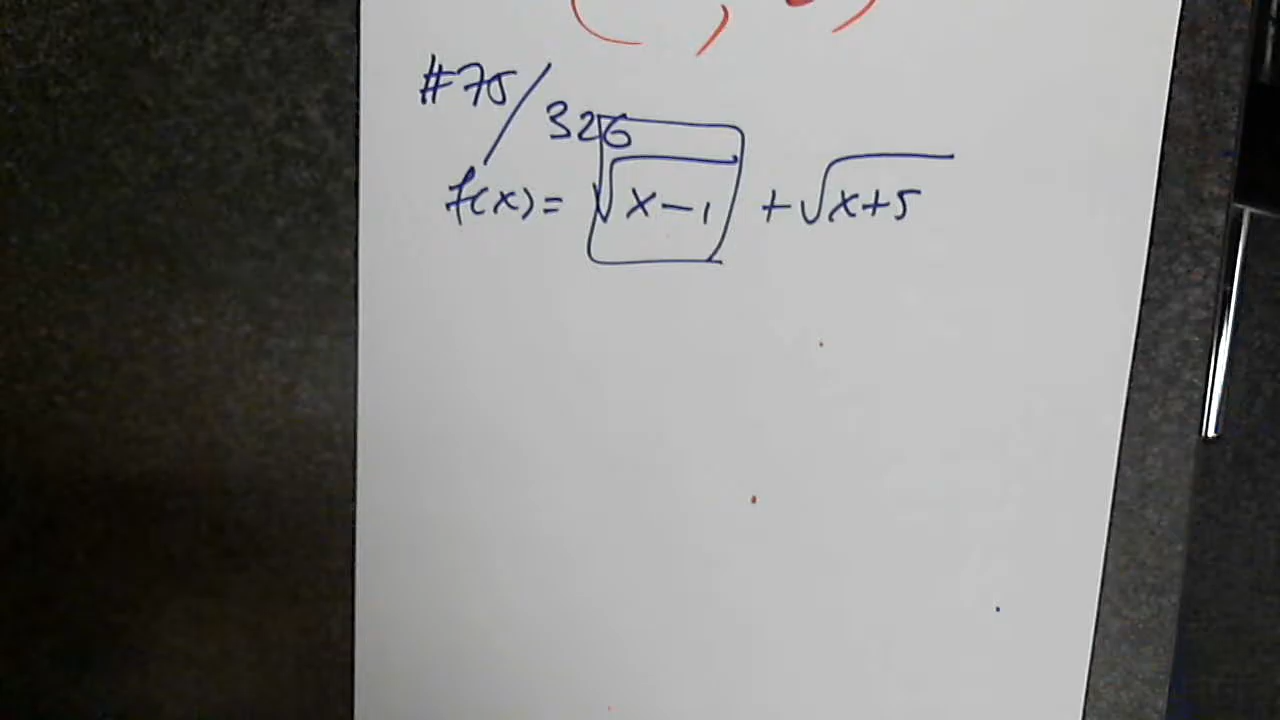 ( , )
#75/326
f(x)= √x-1 + √x+5